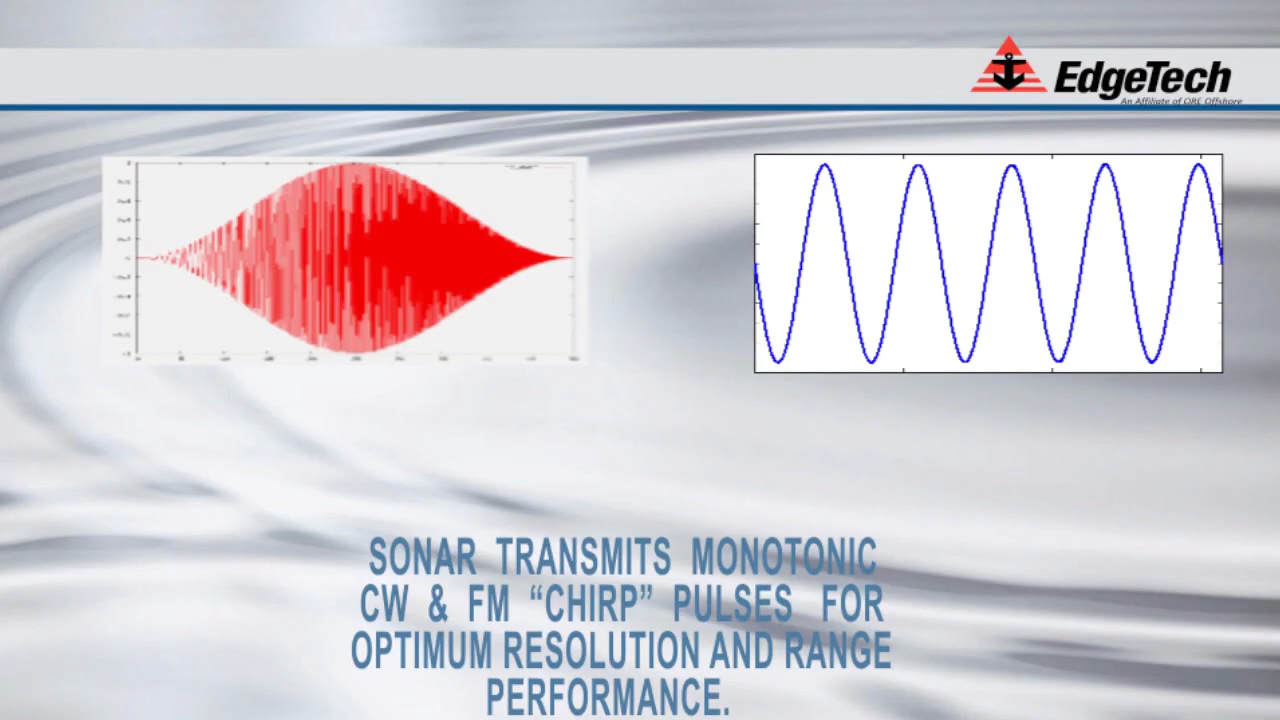 EdgeTech
An Affiliate of ORE Offshore
SONAR TRANSMITS MONOTONIC
CW & FM “CHIRP” PULSES FOR
OPTIMUM RESOLUTION AND RANGE
PERFORMANCE.